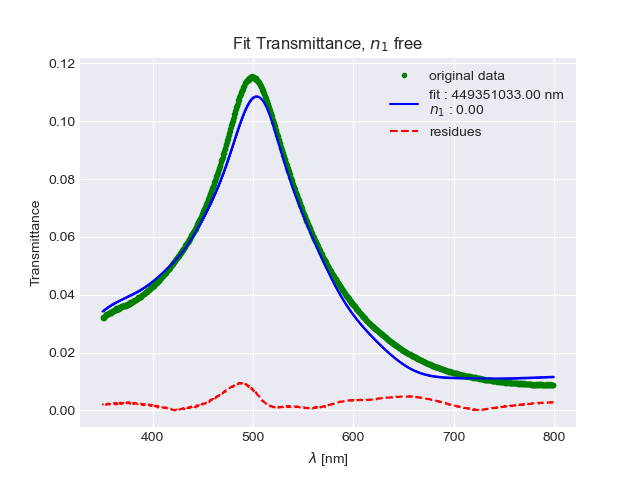 Fit Transmittance, n₁ free
original data
fit : 449351033.00 nm
n₁ : 0.00
residues
Transmittance
0.12
0.10
0.08
0.06
0.04
0.02
0.00
400
500
600
700
800
λ [nm]